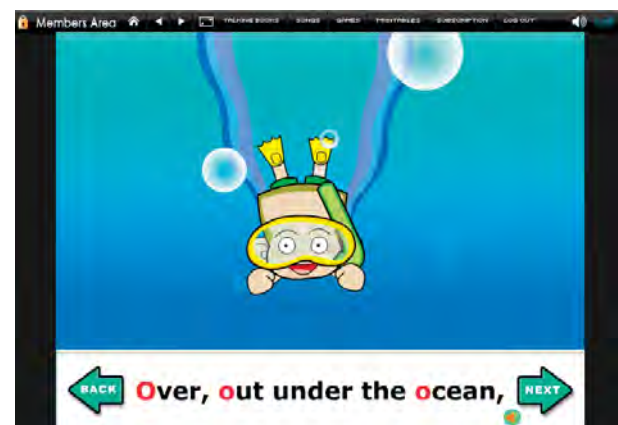 Members Area TALKING BOOKS SONGS GAMES PRINTABLES SUBSCRIPTION LOG OUT
BACK Over, out under the ocean, NEXT